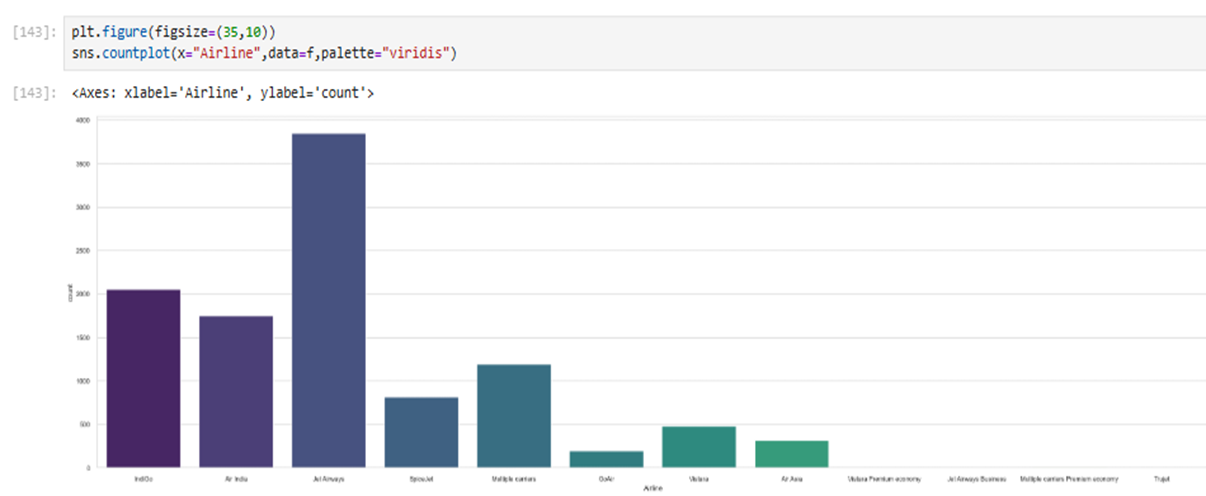 [143]: plt.figure(figsize=(35,10))
sns.countplot(x="Airline",data=f,palette="viridis")
[143]: <Axes: xlabel='Airline', ylabel='count'>
4000
3500
3000
2500
2000
1500
1000
500
0
count
IndiGo Air India Jet Airways SpiceJet Multiple carriers GoAir Vistara Air Asia Vistara Premium economy Jet Airways Business Multiple carriers Premium economy Trujet
Airline